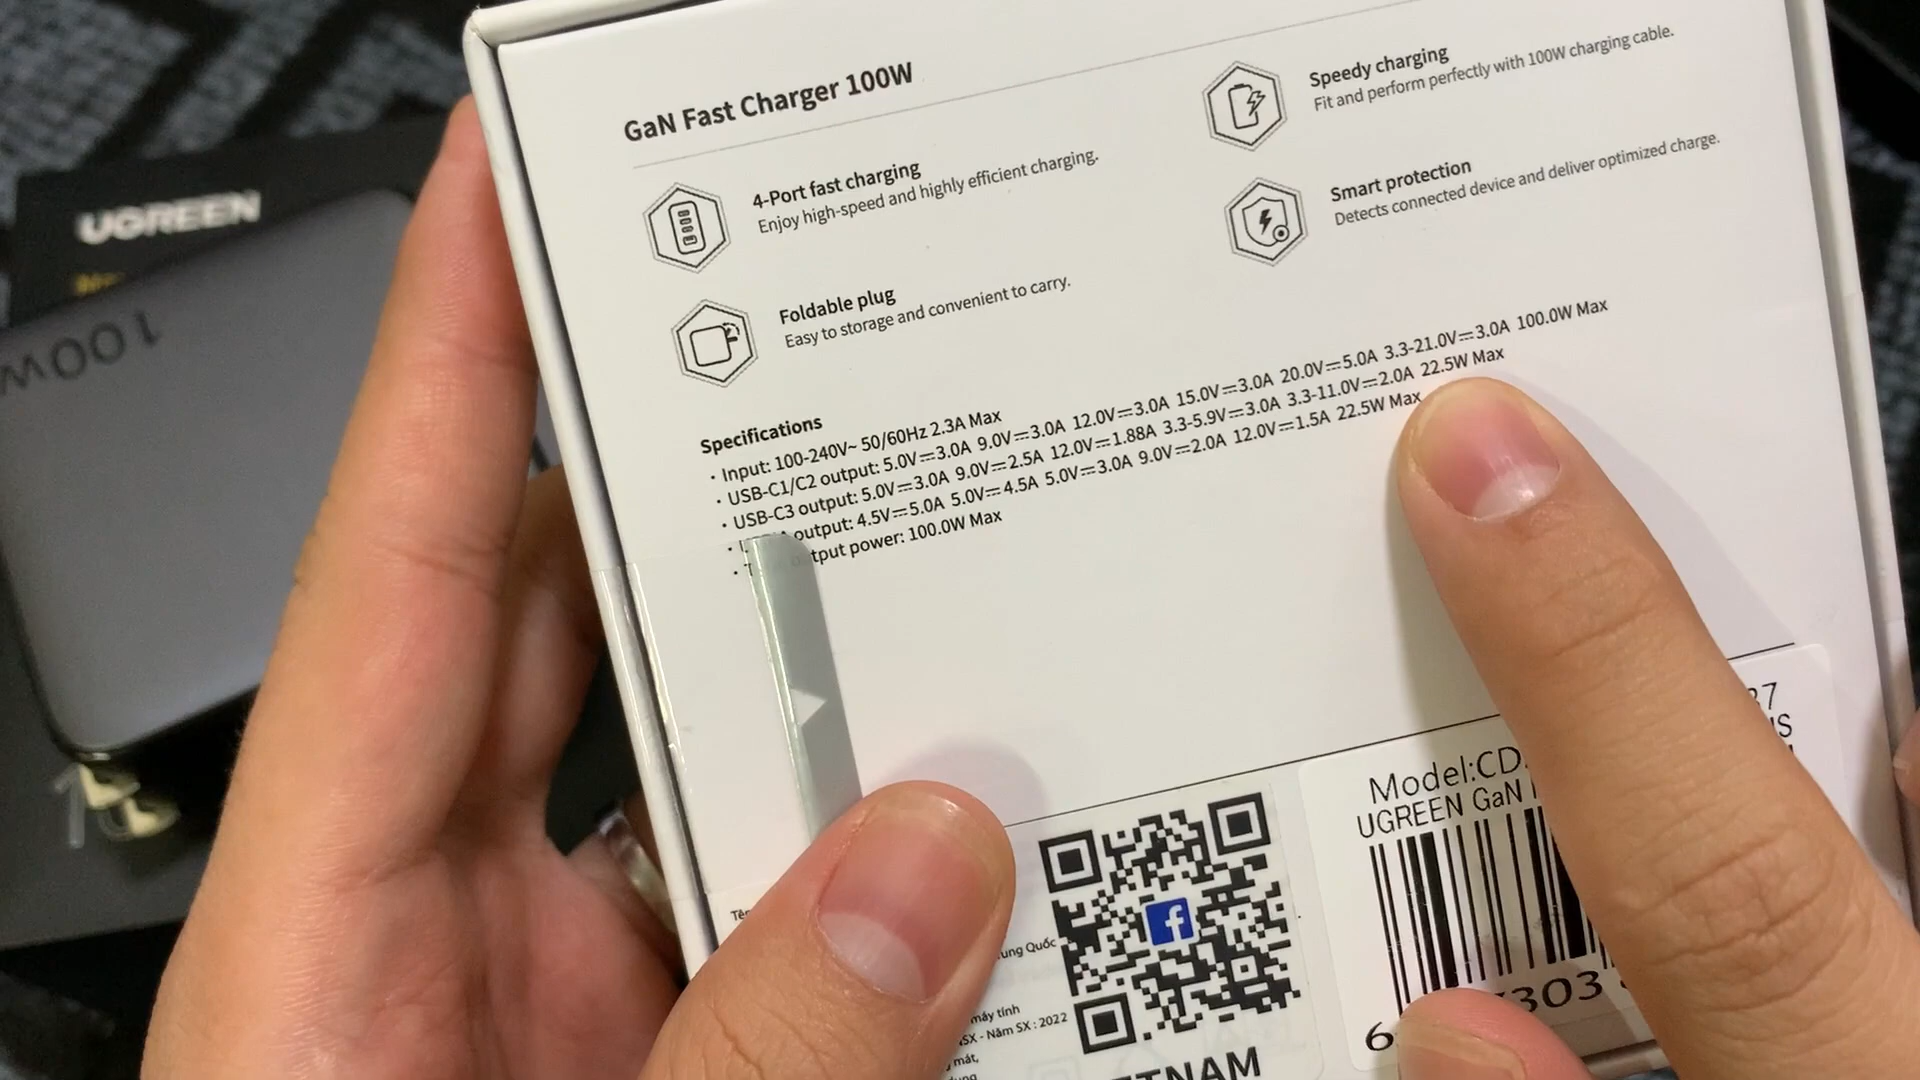 UGREEN
100W
GaN Fast Charger 100W
4-Port fast charging
Enjoy high-speed and highly efficient charging.
Foldable plug
Easy to storage and convenient to carry.
Speedy charging
Fit and perform perfectly with 100W charging cable.
Smart protection
Detects connected device and deliver optimized charge.
Specifications
· Input: 100-240V~ 50/60Hz 2.3A Max
· USB-C1/C2 output: 5.0V⎓3.0A 9.0V⎓3.0A 12.0V⎓3.0A 15.0V⎓3.0A 20.0V⎓5.0A 3.3-21.0V⎓3.0A 100.0W Max
· USB-C3 output: 5.0V⎓3.0A 9.0V⎓2.5A 12.0V⎓1.88A 3.3-5.9V⎓3.0A 3.3-11.0V⎓2.0A 22.5W Max
· output: 4.5V⎓5.0A 5.0V⎓4.5A 5.0V⎓3.0A 9.0V⎓2.0A 12.0V⎓1.5A 22.5W Max
· power: 100.0W Max
Model:CD
UGREEN GaN
Quốc
máy tính
- Năm SX : 2022
mát,